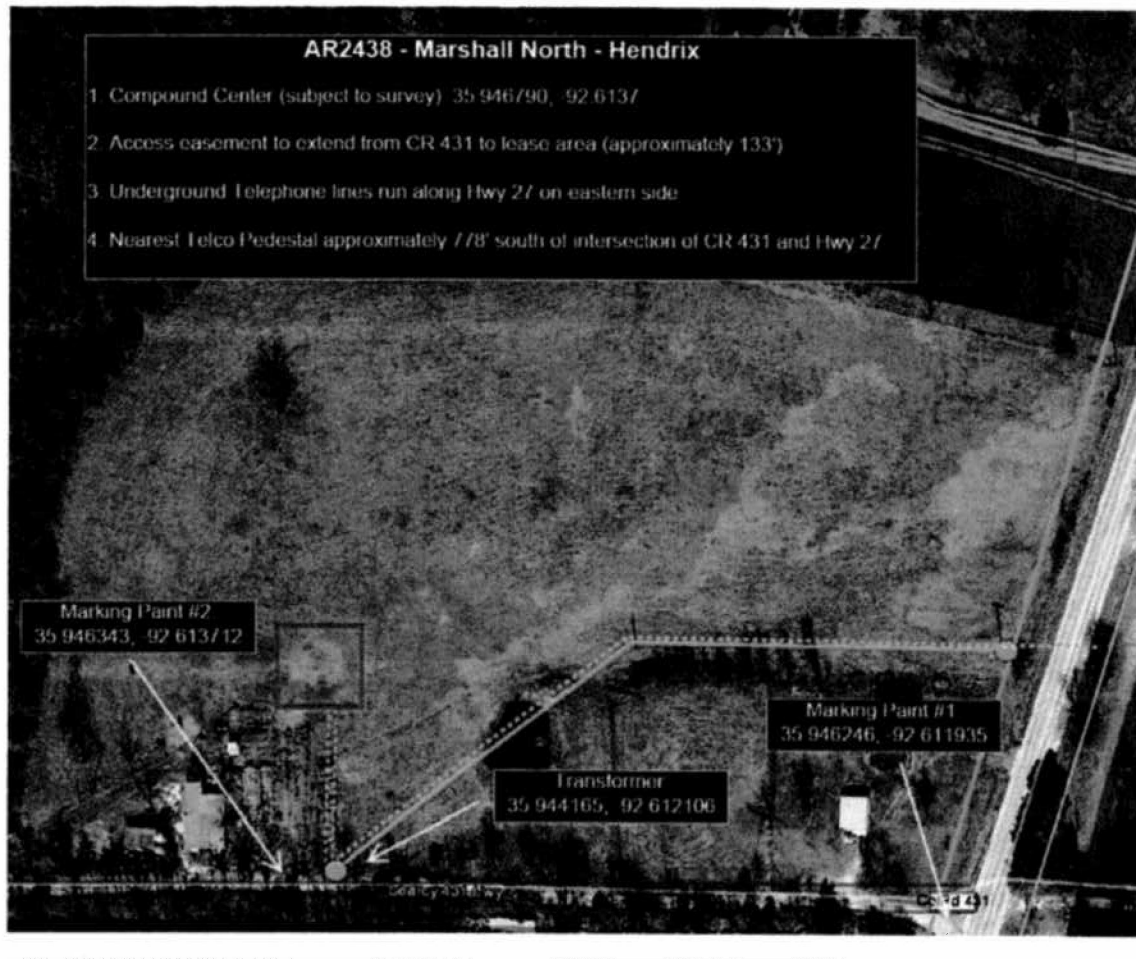 AR2438 - Marshall North - Hendrix
1. Compound Center (subject to survey) 35 946790, -92.6137
2. Access easement to extend from CR 431 to lease area (approximately 133')
3. Underground Telephone lines run along Hwy 27 on eastern side
4. Nearest Telco Pedestal approximately 778' south of intersection of CR 431 and Hwy 27
Marking Paint #2
35 946343, -92 613712
Marking Paint #1
35 946246, -92 611935
Transformer
35 944165, -92 612106
Co Rd 431